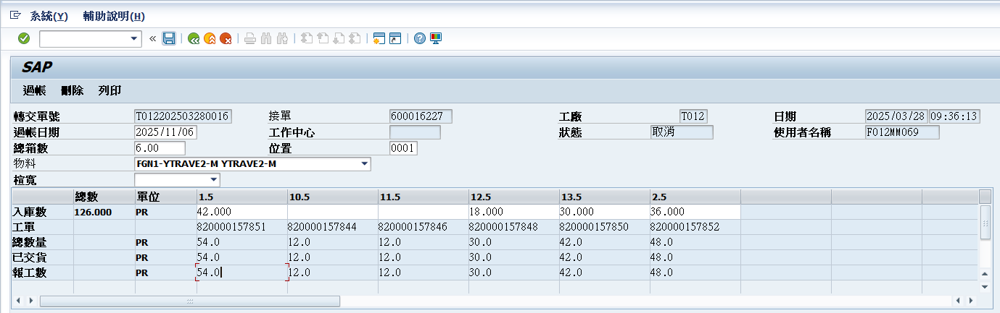 系統(Y) 輔助說明(H)
«
SAP
過帳 刪除 列印
轉交單號 T012202503280016 接單 600016227 工廠 T012 日期 2025/03/28 09:36:13
過帳日期 2025/11/06 工作中心 狀態 取消 使用者名稱 F012MM069
總箱數 6.00 位置 0001
物料 FGN1-YTRAVE2-M YTRAVE2-M
楦寬
總數 單位 1.5 10.5 11.5 12.5 13.5 2.5
入庫數 126.000 PR 42.000 18.000 30.000 36.000
工單 820000157851 820000157844 820000157846 820000157848 820000157850 820000157852
總數量 PR 54.0 12.0 12.0 30.0 42.0 48.0
已交貨 PR 54.0 12.0 12.0 30.0 42.0 48.0
報工數 PR 54.0 12.0 12.0 30.0 42.0 48.0